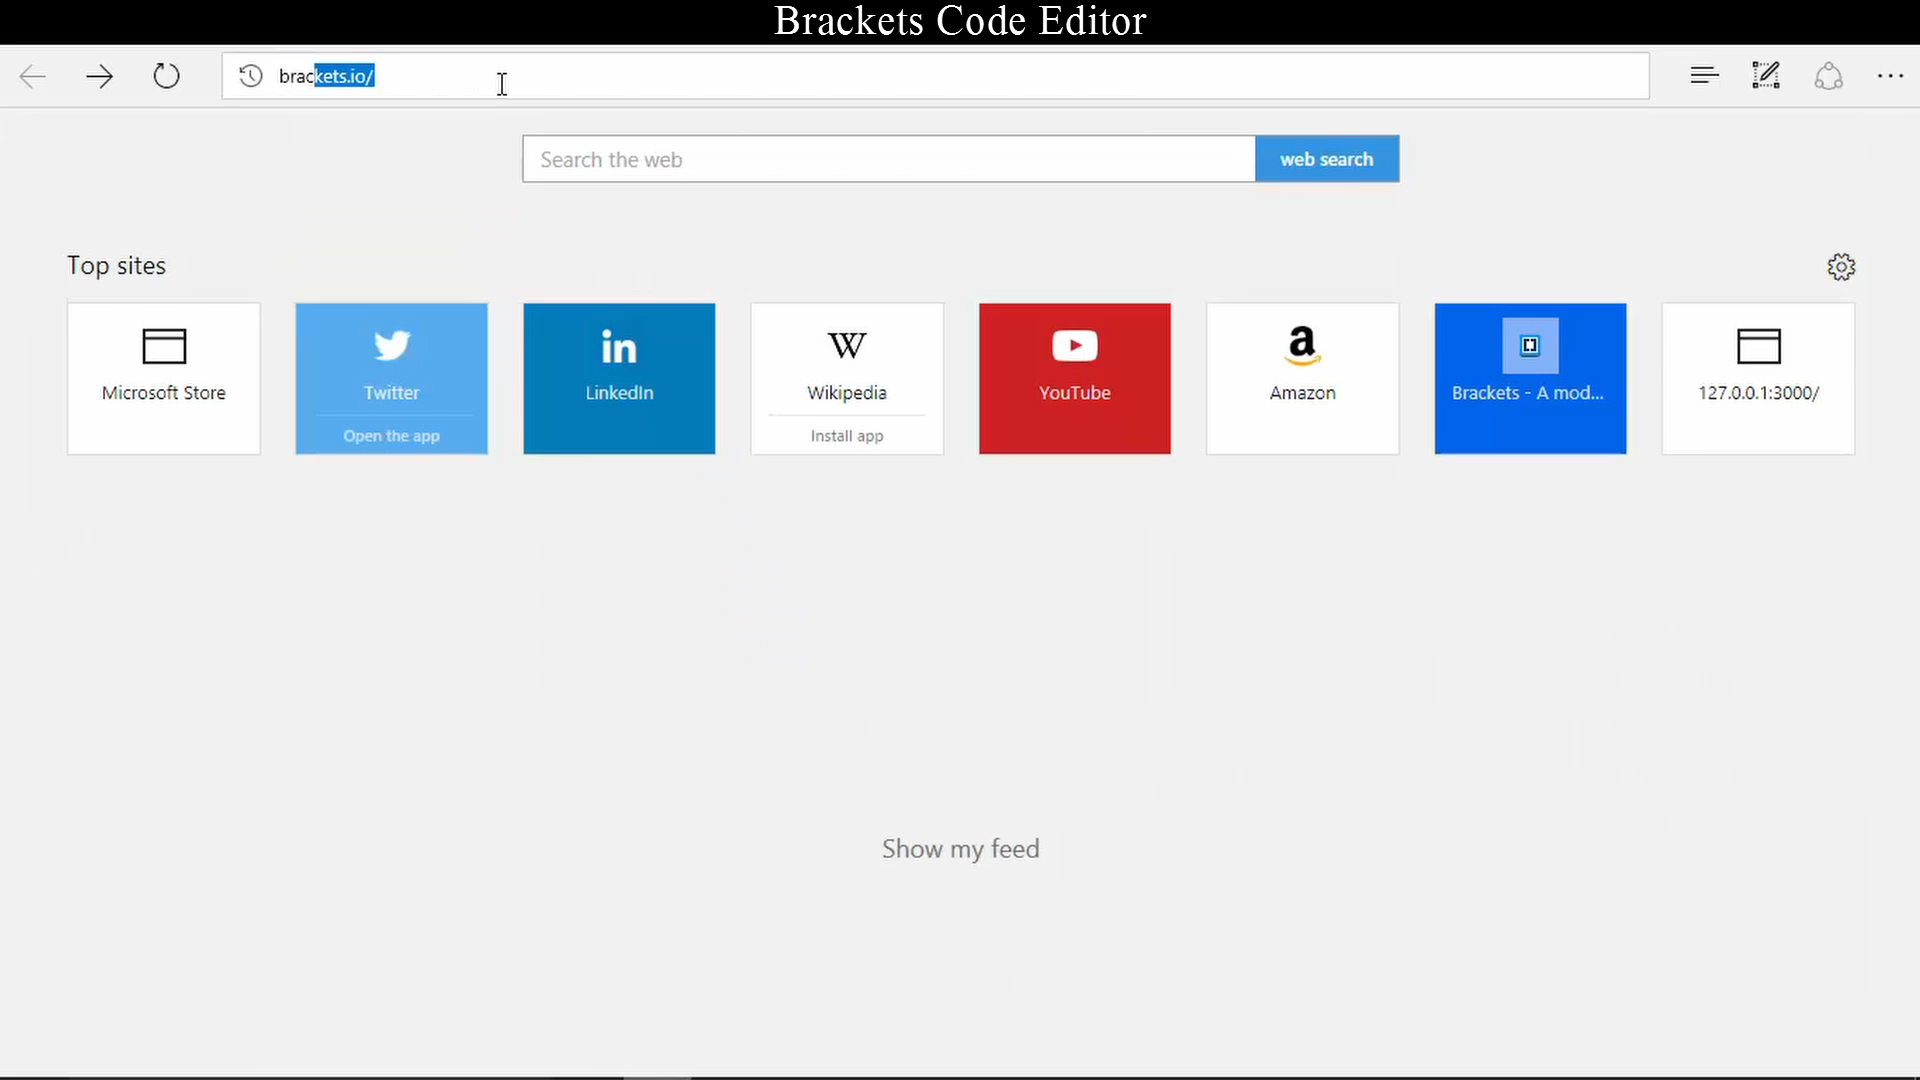 Brackets Code Editor
brackets.io/
Search the web
web search
Top sites
Microsoft Store
Twitter
Open the app
LinkedIn
Wikipedia
Install app
YouTube
Amazon
Brackets - A mod...
127.0.0.1:3000/
Show my feed